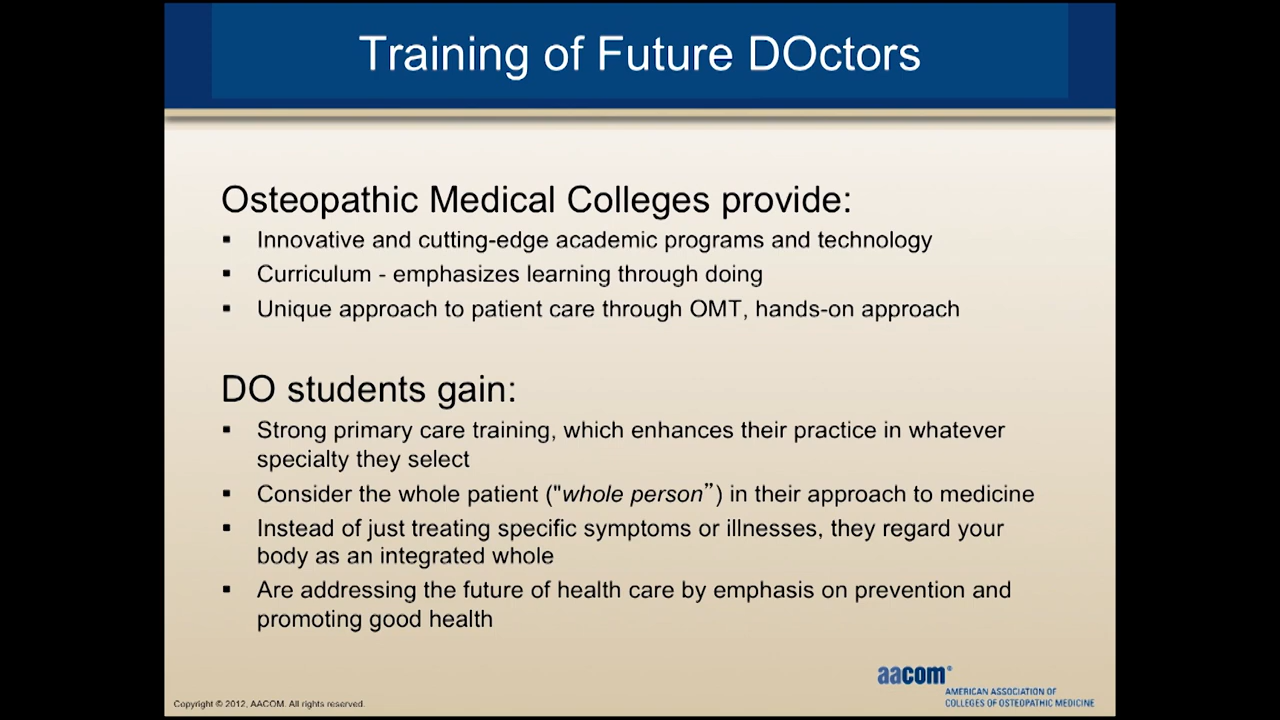 Training of Future DOctors
Osteopathic Medical Colleges provide:
▪ Innovative and cutting-edge academic programs and technology
▪ Curriculum - emphasizes learning through doing
▪ Unique approach to patient care through OMT, hands-on approach
DO students gain:
▪ Strong primary care training, which enhances their practice in whatever
specialty they select
▪ Consider the whole patient ("whole person”) in their approach to medicine
▪ Instead of just treating specific symptoms or illnesses, they regard your
body as an integrated whole
▪ Are addressing the future of health care by emphasis on prevention and
promoting good health
aacom®
AMERICAN ASSOCIATION OF
COLLEGES OF OSTEOPATHIC MEDICINE
Copyright © 2012, AACOM. All rights reserved.